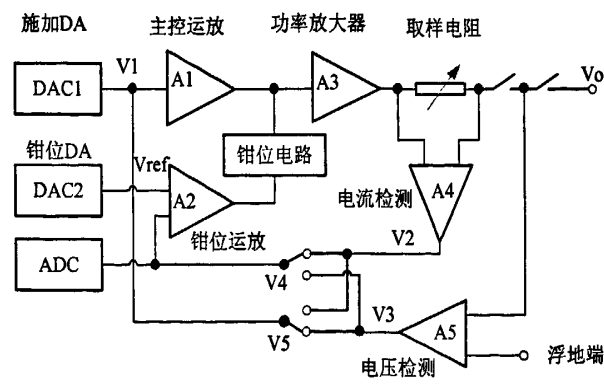 施加DA
主控运放
功率放大器
取样电阻
DAC1
V1
A1
A3
Vo
钳位DA
钳位电路
DAC2
Vref
A2
A4
电流检测
钳位运放
V2
ADC
V4
V3
V5
A5
浮地端
电压检测